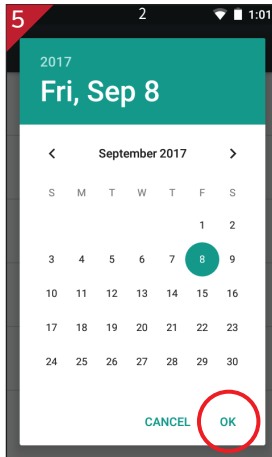 5
2
1:01
2017
Fri, Sep 8
September 2017
S M T W T F S
1 2
3 4 5 6 7 8 9
10 11 12 13 14 15 16
17 18 19 20 21 22 23
24 25 26 27 28 29 30
CANCEL OK